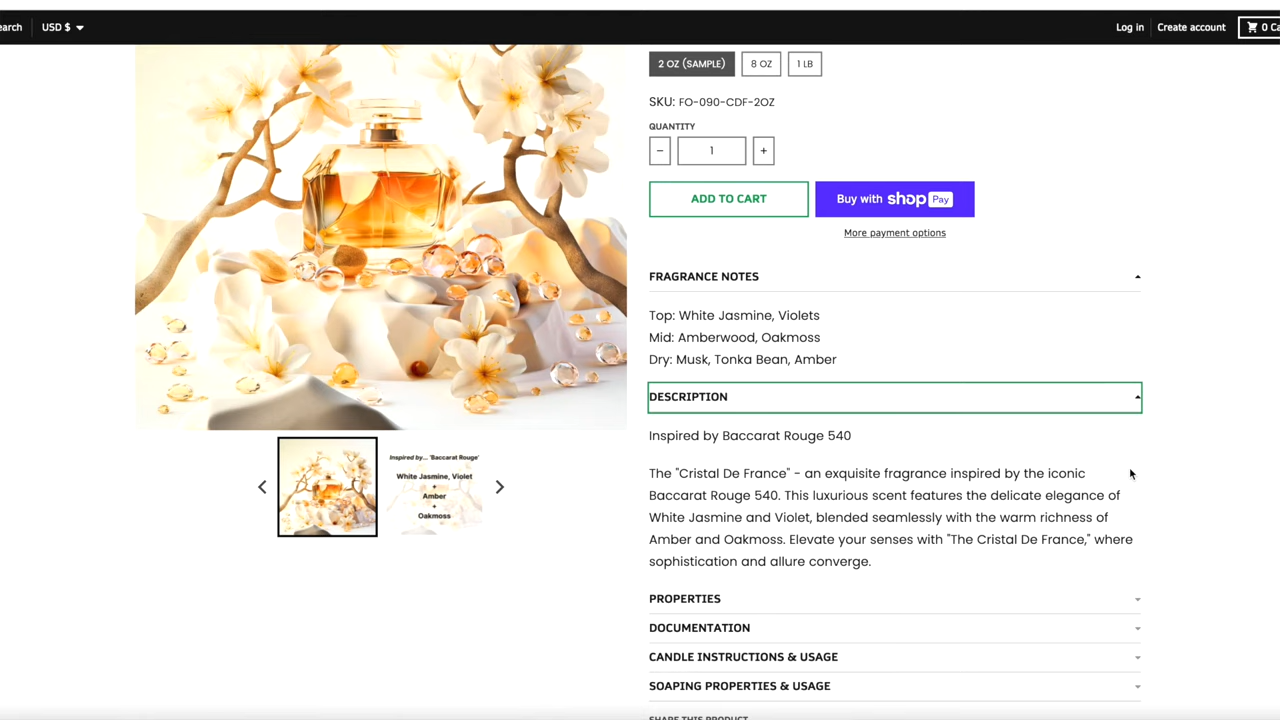 earch
USD $
Log in
Create account
0 Ca
2 OZ (SAMPLE)
8 OZ
1 LB
SKU: FO-090-CDF-2OZ
QUANTITY
− 1 +
ADD TO CART
Buy with shop Pay
More payment options
FRAGRANCE NOTES
Top: White Jasmine, Violets
Mid: Amberwood, Oakmoss
Dry: Musk, Tonka Bean, Amber
DESCRIPTION
Inspired by Baccarat Rouge 540
The "Cristal De France" - an exquisite fragrance inspired by the iconic
Baccarat Rouge 540. This luxurious scent features the delicate elegance of
White Jasmine and Violet, blended seamlessly with the warm richness of
Amber and Oakmoss. Elevate your senses with "The Cristal De France," where
sophistication and allure converge.
Inspired by... 'Baccarat Rouge'
White Jasmine, Violet
+
Amber
+
Oakmoss
PROPERTIES
DOCUMENTATION
CANDLE INSTRUCTIONS & USAGE
SOAPING PROPERTIES & USAGE
SHARE THIS PRODUCT